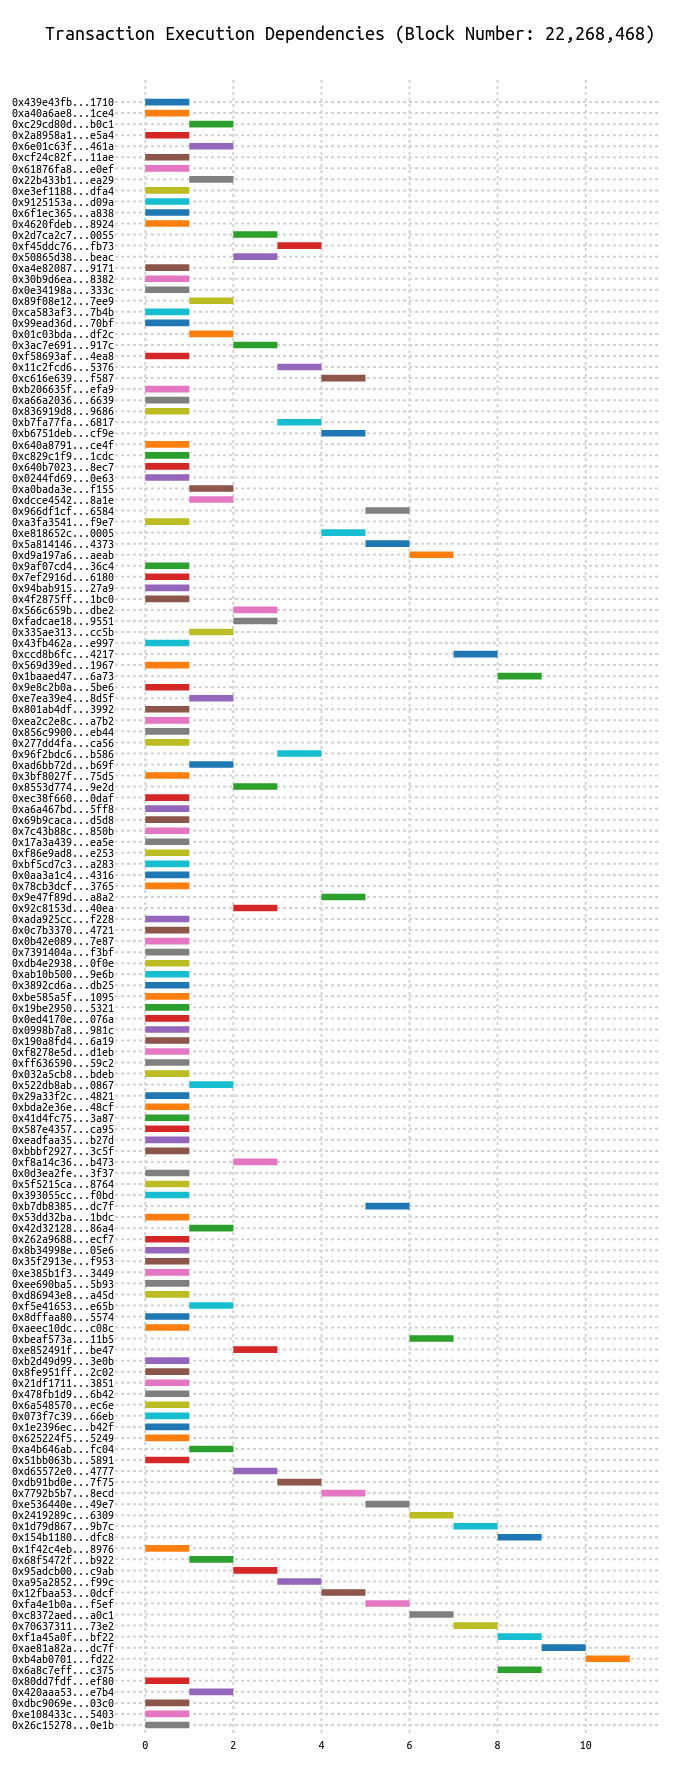 Transaction Execution Dependencies (Block Number: 22,268,468)
0x439e43fb...1710
0xa40a6ae8...1ce4
0xc29cd80d...b0c1
0x2a8958a1...e5a4
0x6e01c63f...461a
0xcf24c82f...11ae
0x61876fa8...e0ef
0x22b433b1...ea29
0xe3ef1188...dfa4
0x9125153a...d09a
0x6f1ec365...a838
0x4620fdeb...8924
0x2d7ca2c7...0055
0xf45ddc76...fb73
0x50865d38...beac
0xa4e82087...9171
0x30b9d6ea...8382
0x0e34198a...333c
0x89f08e12...7ee9
0xca583af3...7b4b
0x99ead36d...70bf
0x01c03bda...df2c
0x3ac7e691...917c
0xf58693af...4ea8
0x11c2fcd6...5376
0xc616e639...f587
0xb206635f...efa9
0xa66a2036...6639
0x836919d8...9686
0xb7fa77fa...6817
0xb6751deb...cf9e
0x640a8791...ce4f
0xc829c1f9...1cdc
0x640b7023...8ec7
0x0244fd69...0e63
0xa0bada3e...f155
0xdcce4542...8a1e
0x966df1cf...6584
0xa3fa3541...f9e7
0xe818652c...0005
0x5a814146...4373
0xd9a197a6...aeab
0x9af07cd4...36c4
0x7ef2916d...6180
0x94bab915...27a9
0x4f2875ff...1bc0
0x566c659b...dbe2
0xfadcae18...9551
0x335ae313...cc5b
0x43fb462a...e997
0xccd8b6fc...4217
0x569d39ed...1967
0x1baaed47...6a73
0x9e8c2b0a...5be6
0xe7ea39e4...8d5f
0x801ab4df...3992
0xea2c2e8c...a7b2
0x856c9900...eb44
0x277dd4fa...ca56
0x96f2bdc6...b586
0xad6bb72d...b69f
0x3bf8027f...75d5
0x8553d774...9e2d
0xec38f660...0daf
0xa6a467bd...5ff8
0x69b9caca...d5d8
0x7c43b88c...850b
0x17a3a439...ea5e
0xf86e9ad8...e253
0xbf5cd7c3...a283
0x0aa3a1c4...4316
0x78cb3dcf...3765
0x9e47f89d...a8a2
0x92c8153d...40ea
0xada925cc...f228
0x0c7b3370...4721
0x0b42e089...7e87
0x7391404a...f3bf
0xdb4e2938...0f0e
0xab10b500...9e6b
0x3892cd6a...db25
0xbe585a5f...1095
0x19be2950...5321
0x0ed4170e...076a
0x0998b7a8...981c
0x190a8fd4...6a19
0xf8278e5d...d1eb
0xff636590...59c2
0x032a5cb8...bdeb
0x522db8ab...0867
0x29a33f2c...4821
0xbda2e36e...48cf
0x41d4fc75...3a87
0x587e4357...ca95
0xeadfaa35...b27d
0xbbbf2927...3c5f
0xf8a14c36...b473
0x0d3ea2fe...3f37
0x5f5215ca...8764
0x393055cc...f0bd
0xb7db8385...dc7f
0x53dd32ba...1bdc
0x42d32128...86a4
0x262a9688...ecf7
0x8b34998e...05e6
0x35f2913e...f953
0xe385b1f3...3449
0xee690ba5...5b93
0xd86943e8...a45d
0xf5e41653...e65b
0x8dffaa80...5574
0xaeec10dc...c08c
0xbeaf573a...11b5
0xe852491f...be47
0xb2d49d99...3e0b
0x8fe951ff...2c02
0x21df1711...3851
0x478fb1d9...6b42
0x6a548570...ec6e
0x073f7c39...66eb
0x1e2396ec...b42f
0x625224f5...5249
0xa4b646ab...fc04
0x51bb063b...5891
0xd65572e0...4777
0xdb91bd0e...7f75
0x7792b5b7...8ecd
0xe536440e...49e7
0x2419289c...6309
0x1d79d867...9b7c
0x154b1180...dfc8
0x1f42c4eb...8976
0x68f5472f...b922
0x95adcb00...c9ab
0xa95a2852...f99c
0x12fbaa53...0dcf
0xfa4e1b0a...f5ef
0xc8372aed...a0c1
0x70637311...73e2
0xf1a45a0f...bf22
0xae81a82a...dc7f
0xb4ab0701...fd22
0x6a8c7eff...c375
0x80dd7fdf...ef80
0x420aaa53...e7b4
0xdbc9069e...03c0
0xe108433c...5403
0x26c15278...0e1b
0 2 4 6 8 10